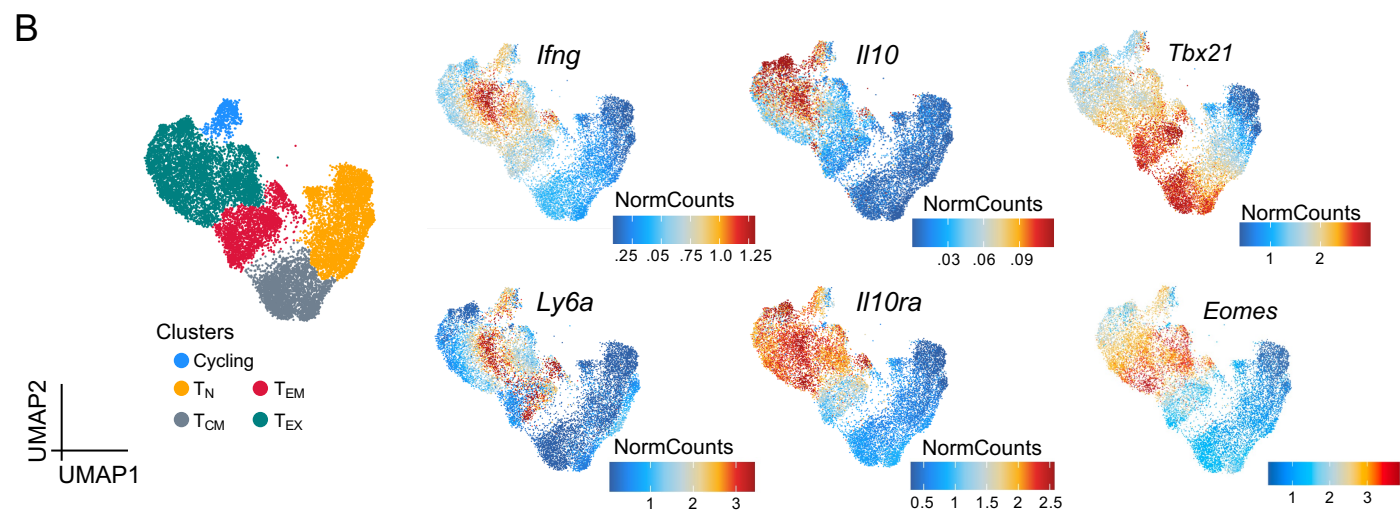 B
Ifng
Il10
Tbx21
NormCounts
.25 .05 .75 1.0 1.25
NormCounts
.03 .06 .09
NormCounts
1 2
Clusters
Cycling
TN TEM
TCM TEX
UMAP2
UMAP1
Ly6a
Il10ra
Eomes
NormCounts
1 2 3
NormCounts
0.5 1 1.5 2 2.5
1 2 3